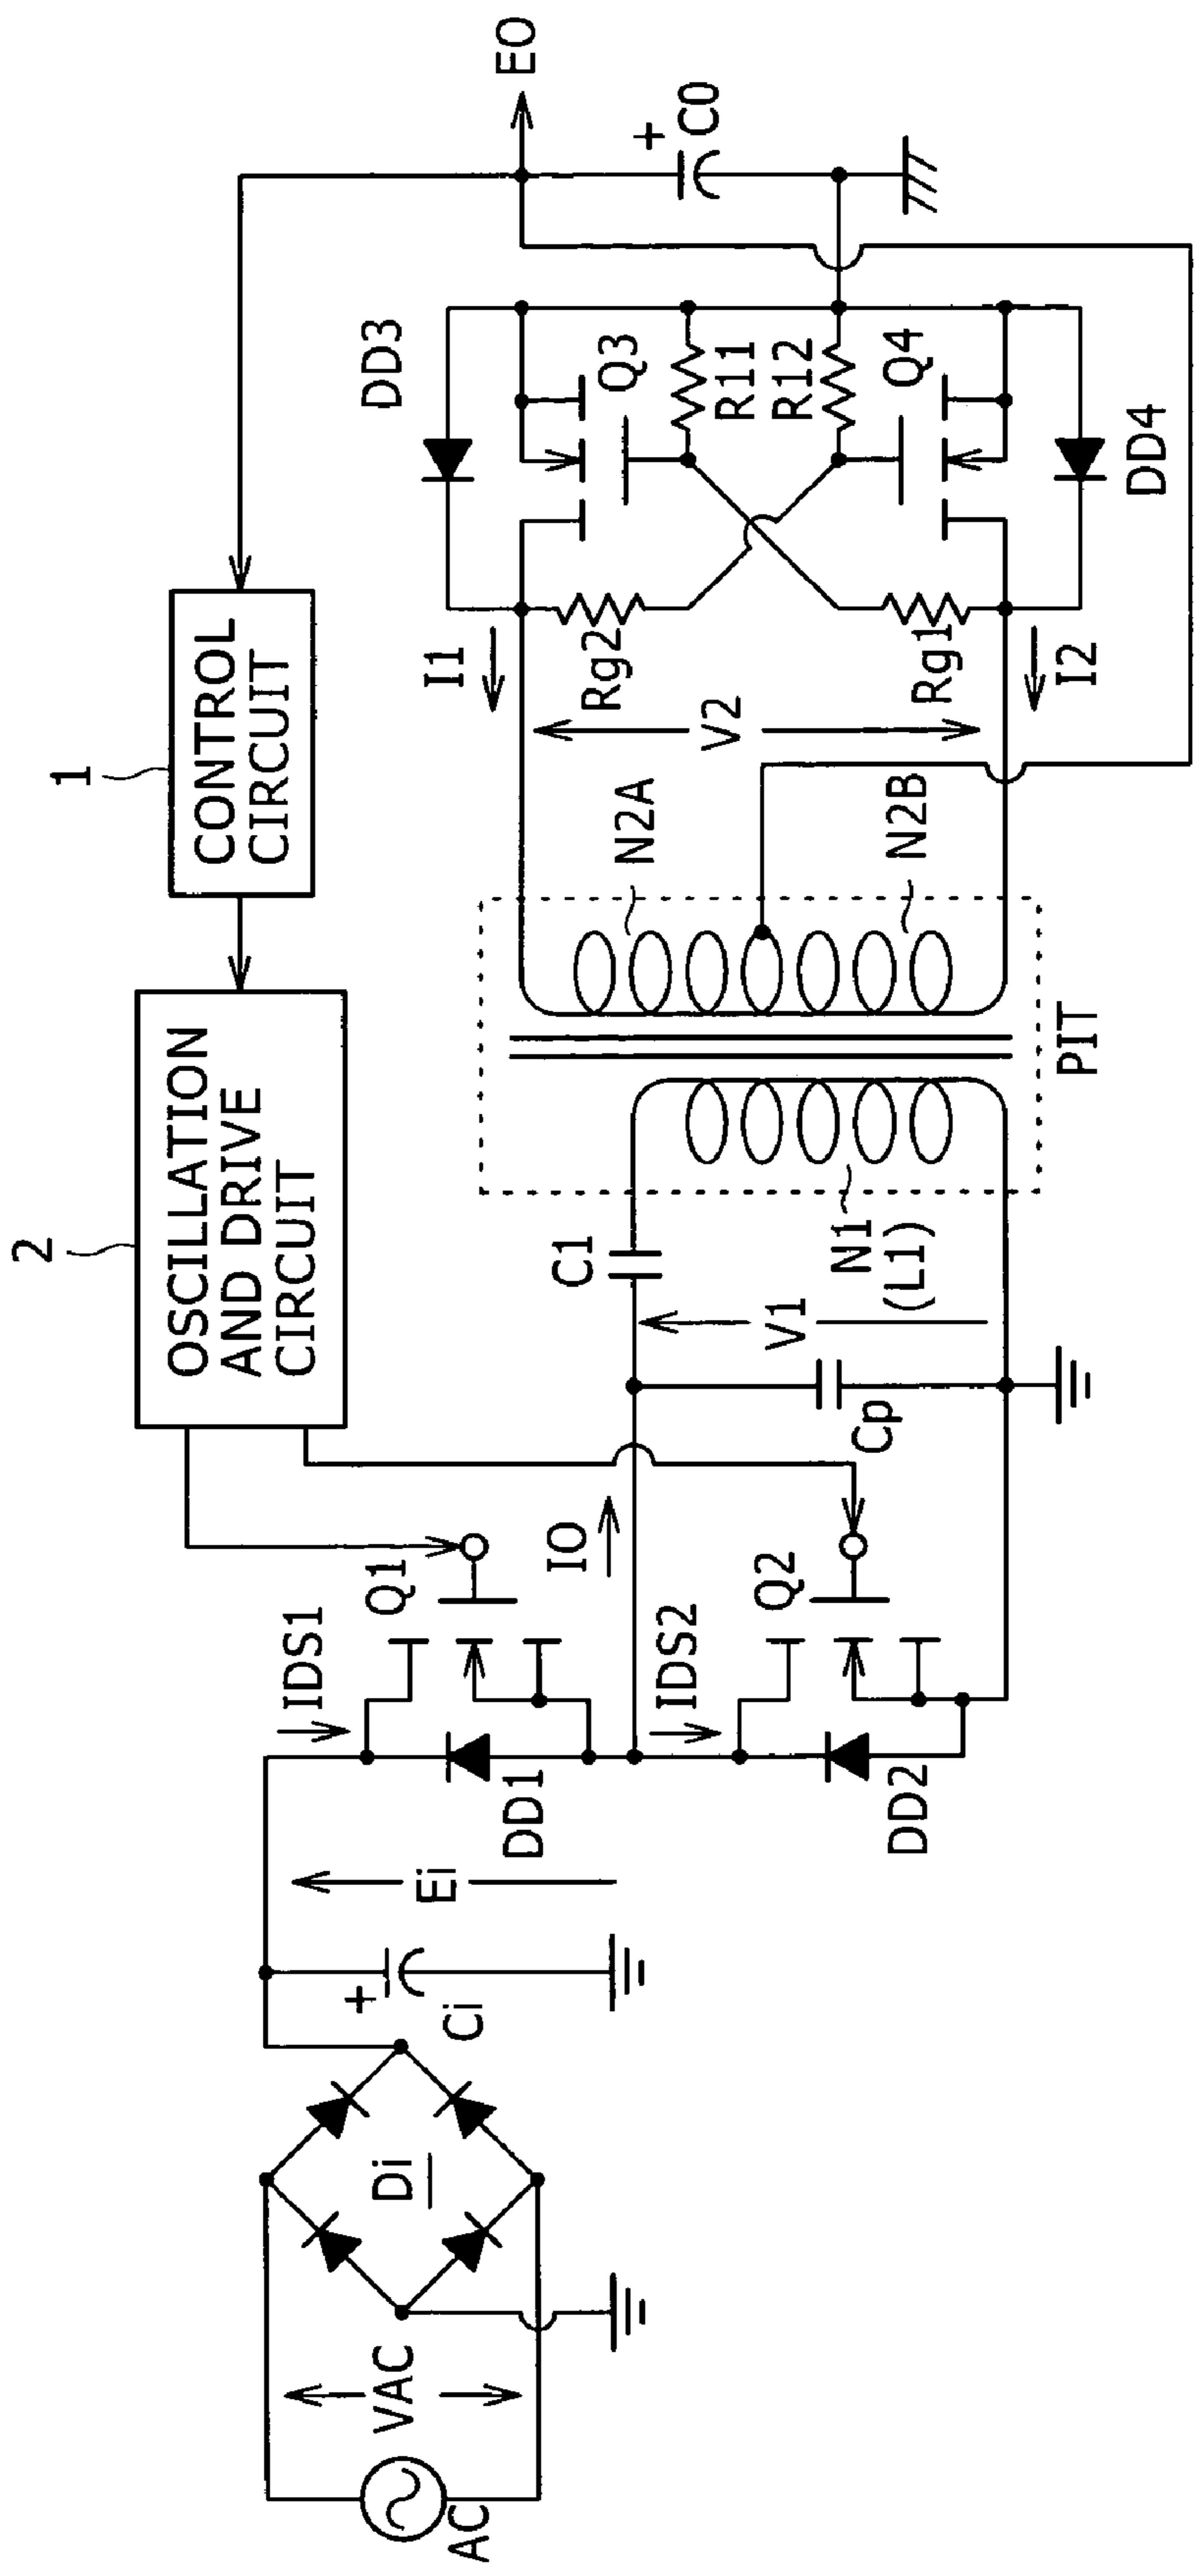 2
OSCILLATION
AND DRIVE
CIRCUIT
1
CONTROL
CIRCUIT
AC
VAC
Di
Ci
+
Ei
IDS1
Q1
DD1
IO
IDS2
Q2
DD2
Cp
V1
C1
N1
(L1)
PIT
N2A
N2B
V2
I1
I2
Rg2
Rg1
DD3
Q3
R11
R12
Q4
DD4
+
C0
EO